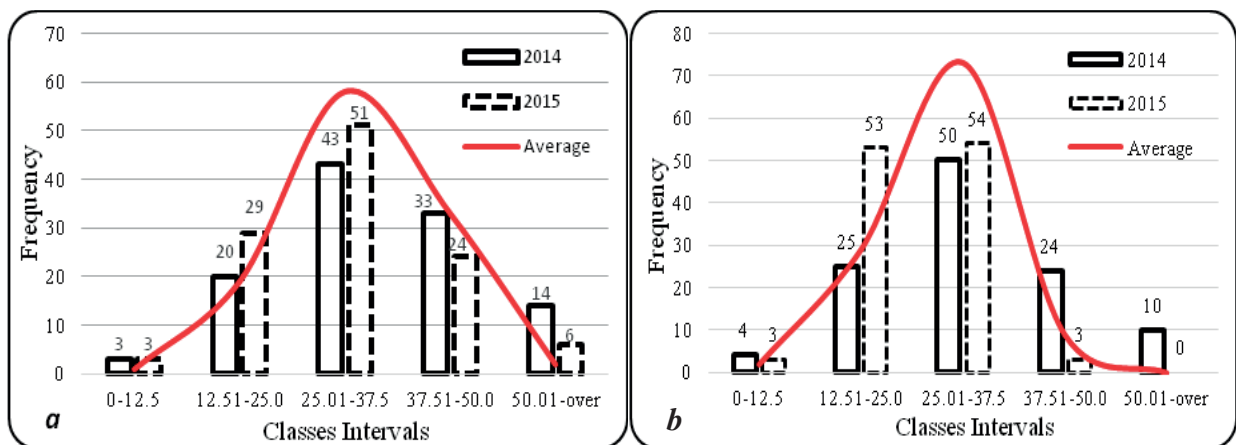 70
60
50
40
30
20
10
0
Frequency
2014
2015
Average
3 3 20 29 43 51 33 24 14 6
0-12.5 12.51-25.0 25.01-37.5 37.51-50.0 50.01-over
Classes Intervals
a
80
70
60
50
40
30
20
10
0
Frequency
2014
2015
Average
4 3 25 53 50 54 24 3 10 0
0-12.5 12.51-25.0 25.01-37.5 37.51-50.0 50.01-over
Classes Intervals
b